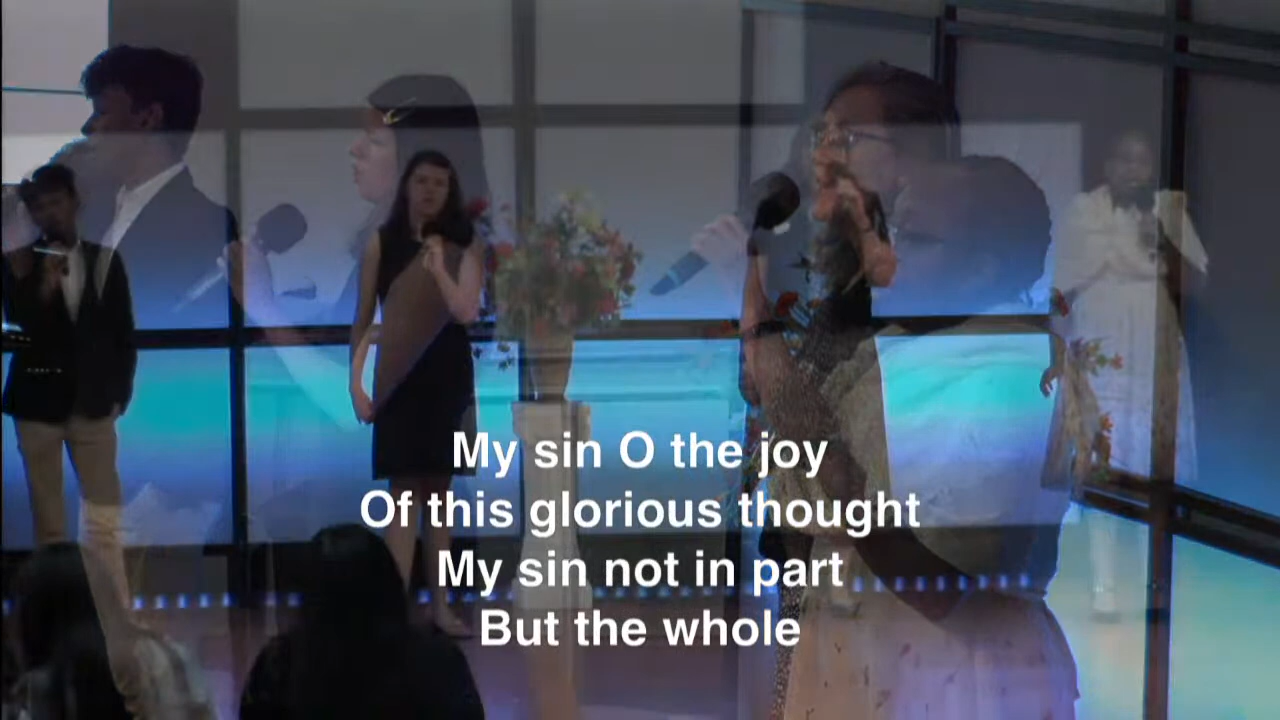 My sin O the joy
Of this glorious thought
My sin not in part
But the whole